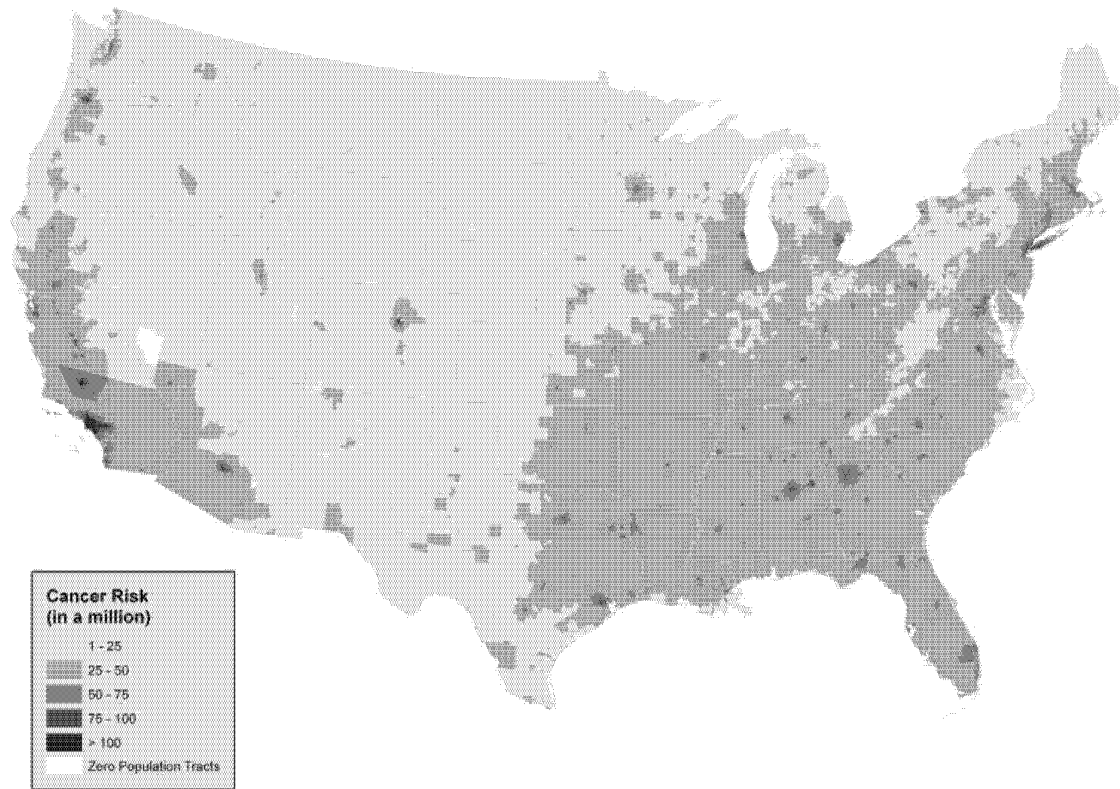 Cancer Risk
(in a million)
1 - 25
25 - 50
50 - 75
75 - 100
> 100
Zero Population Tracts